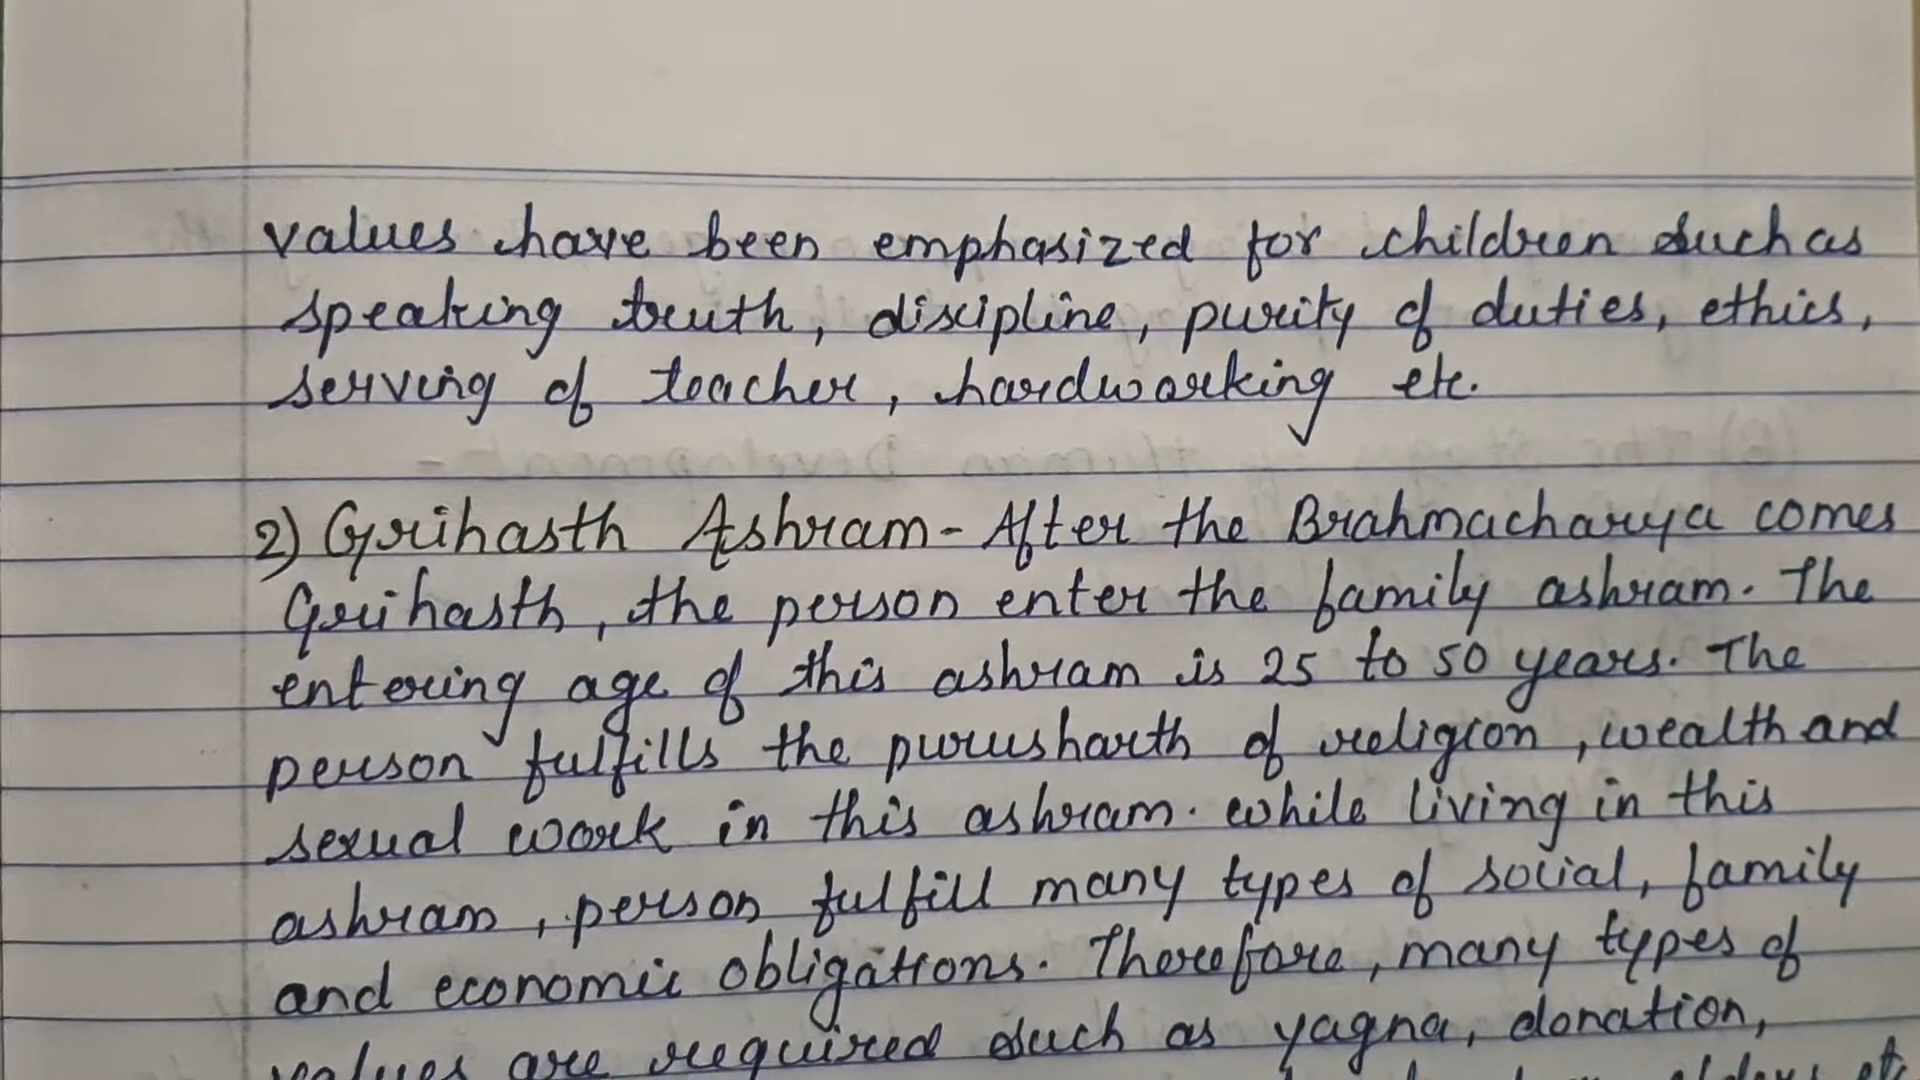 values have been emphasized for children such as
speaking truth, discipline, purity of duties, ethics,
serving of teacher, hardworking etc.
2) Grihasth Ashram - After the Brahmacharya comes
Grihasth, the person enter the family ashram. The
entering age of this ashram is 25 to 50 years. The
person fulfills the purusharth of religion, wealth and
sexual work in this ashram. while living in this
ashram, person fulfill many types of social, family
and economic obligations. Therefore, many types of
values are required such as yagna, donation,